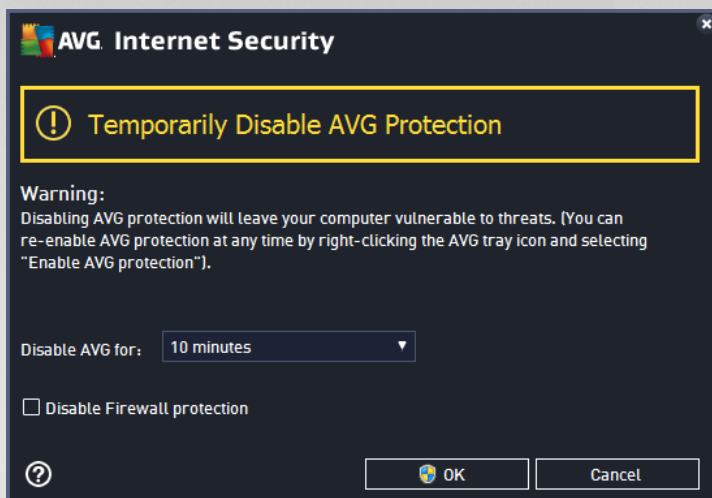 AVG. Internet Security
Temporarily Disable AVG Protection
Warning:
Disabling AVG protection will leave your computer vulnerable to threats. (You can
re-enable AVG protection at any time by right-clicking the AVG tray icon and selecting
"Enable AVG protection").
Disable AVG for: 10 minutes
Disable Firewall protection
? OK Cancel